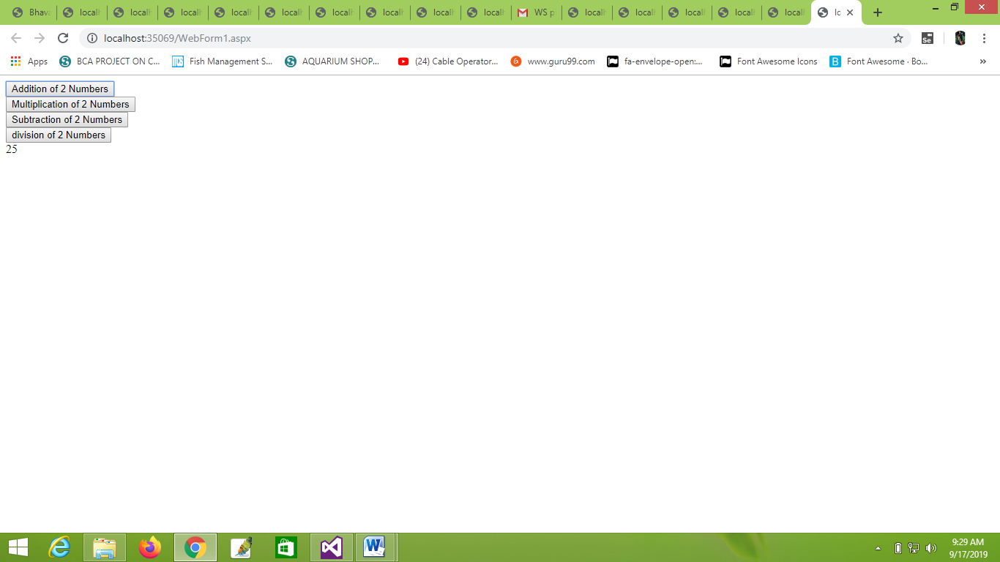 Bhava
localh
localh
localh
localh
localh
localh
localh
localh
localh
WS p
localh
localh
localh
localh
localh
lc
localhost:35069/WebForm1.aspx
Apps
BCA PROJECT ON C...
Fish Management S...
AQUARIUM SHOP...
(24) Cable Operator...
www.guru99.com
fa-envelope-open:...
Font Awesome Icons
Font Awesome · Bo...
»
Addition of 2 Numbers
Multiplication of 2 Numbers
Subtraction of 2 Numbers
division of 2 Numbers
25
9:29 AM
9/17/2019